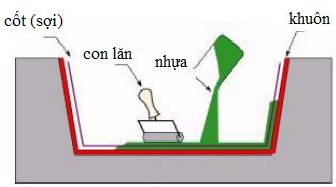 cốt (sợi)
con lăn
nhựa
khuôn